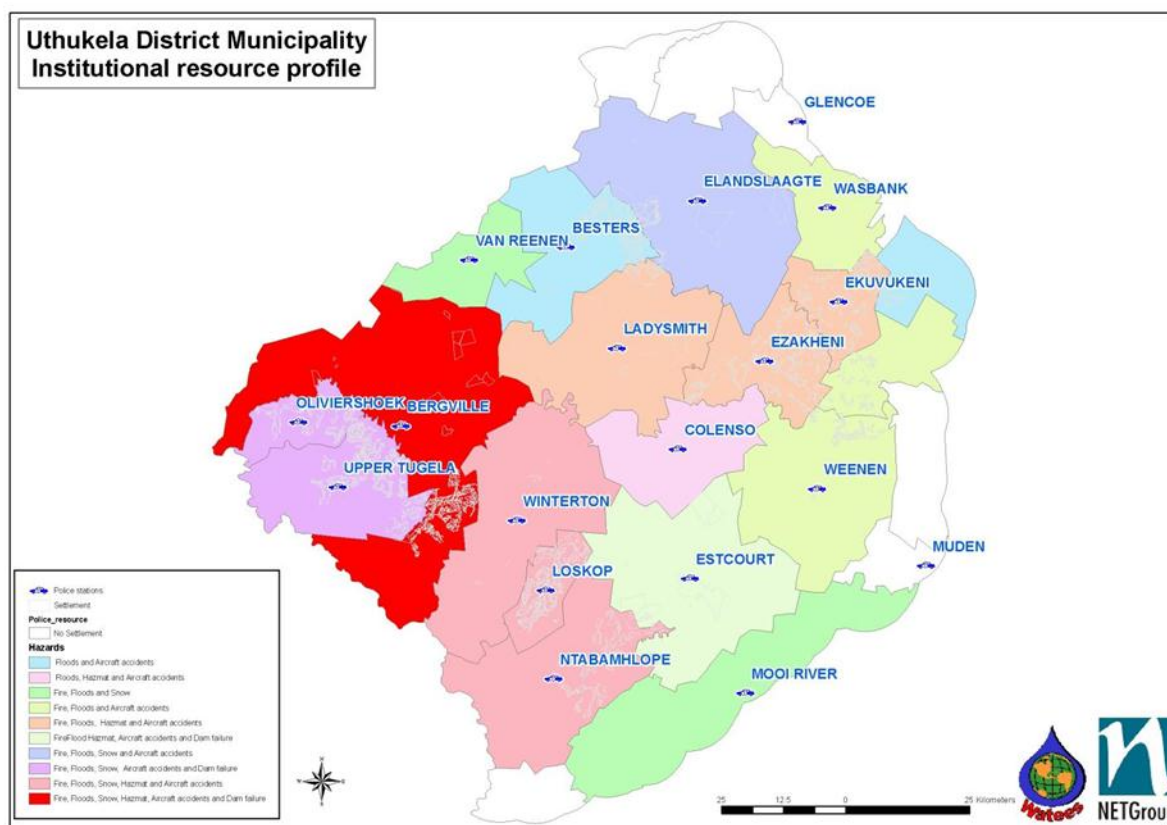 Uthukela District Municipality
Institutional resource profile
GLENCOE
ELANDSLAAGTE
WASBANK
BESTERS
VAN REENEN
EKUVUKENI
LADYSMITH
EZAKHENI
OLIVIERSHOEK
BERGVILLE
COLENSO
UPPER TUGELA
WEENEN
WINTERTON
MUDEN
ESTCOURT
LOSKOP
NTABAMHLOPE
MOOI RIVER
Police stations
Settlement
Police_resource
No Settlement
Hazards
Floods and Aircraft accidents
Floods, Hazmat and Aircraft accidents
Fire, Floods and Snow
Fire, Floods and Aircraft accidents
Fire, Floods, Hazmat and Aircraft accidents
FireFlood Hazmat, Aircraft accidents and Dam failure
Fire, Floods, Snow and Aircraft accidents
Fire, Floods, Snow, Aircraft accidents and Dam failure
Fire, Floods, Snow, Hazmat and Aircraft accidents
Fire, Floods, Snow, Hazmat, Aircraft accidents and Dam failure
25 12.5 0 25 Kilometers
Watees
NETGrou